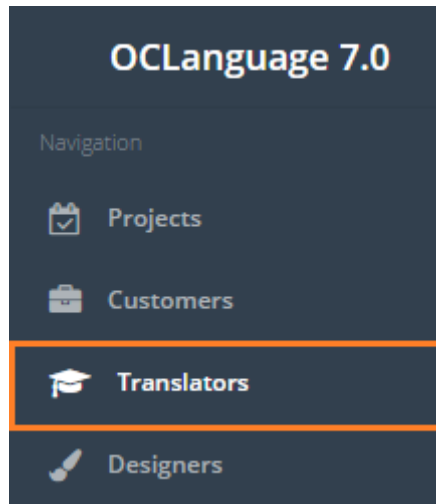 OCLanguage 7.0
Navigation
Projects
Customers
Translators
Designers